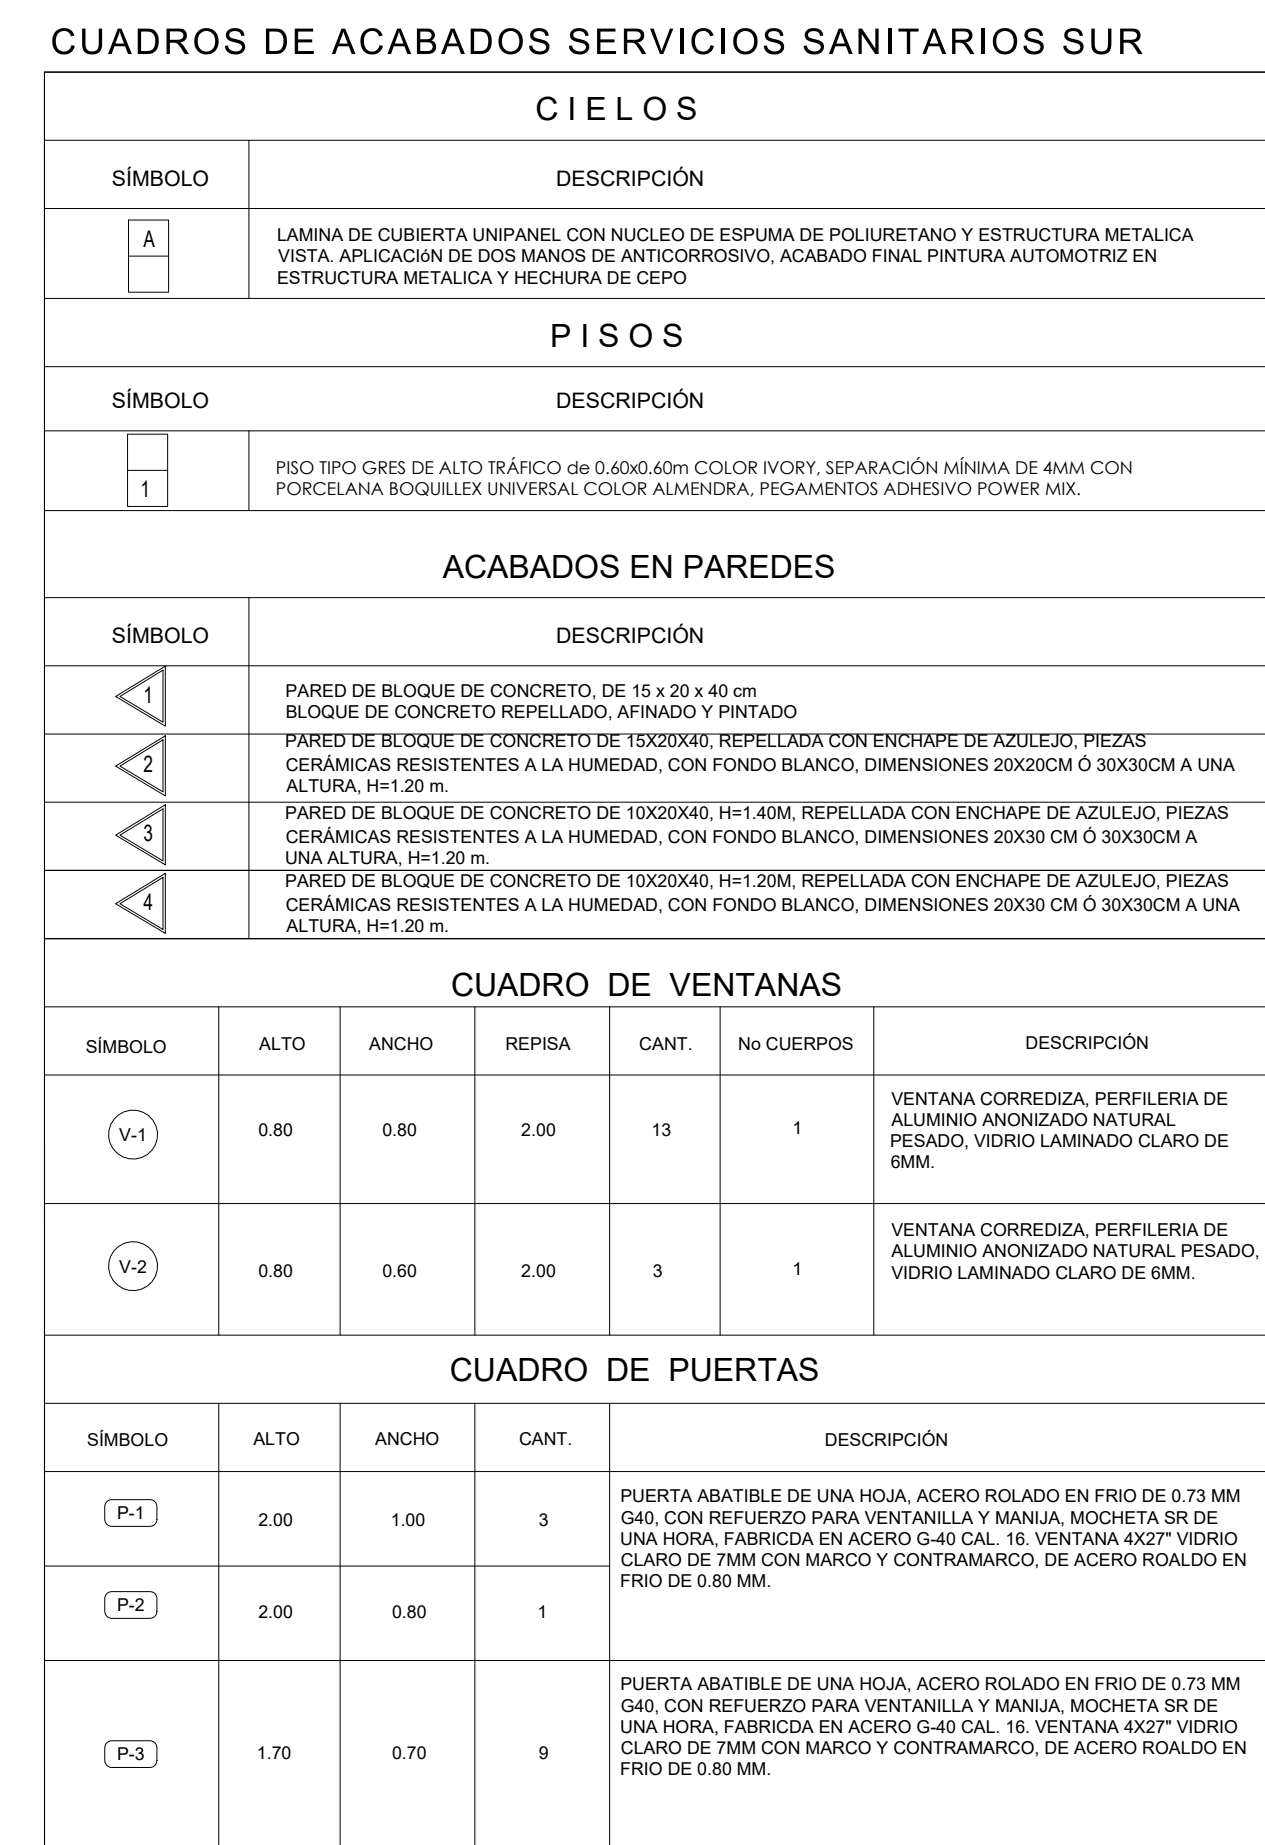 CUADROS DE ACABADOS SERVICIOS SANITARIOS SUR
CIELOS
SÍMBOLO DESCRIPCIÓN
A
LAMINA DE CUBIERTA UNIPANEL CON NUCLEO DE ESPUMA DE POLIURETANO Y ESTRUCTURA METALICA
VISTA. APLICACIóN DE DOS MANOS DE ANTICORROSIVO, ACABADO FINAL PINTURA AUTOMOTRIZ EN
ESTRUCTURA METALICA Y HECHURA DE CEPO
PISOS
SÍMBOLO DESCRIPCIÓN
1
PISO TIPO GRES DE ALTO TRÁFICO de 0.60x0.60m COLOR IVORY, SEPARACIÓN MÍNIMA DE 4MM CON
PORCELANA BOQUILLEX UNIVERSAL COLOR ALMENDRA, PEGAMENTOS ADHESIVO POWER MIX.
ACABADOS EN PAREDES
SÍMBOLO DESCRIPCIÓN
1
PARED DE BLOQUE DE CONCRETO, DE 15 x 20 x 40 cm
BLOQUE DE CONCRETO REPELLADO, AFINADO Y PINTADO
2
PARED DE BLOQUE DE CONCRETO DE 15X20X40, REPELLADA CON ENCHAPE DE AZULEJO, PIEZAS
CERÁMICAS RESISTENTES A LA HUMEDAD, CON FONDO BLANCO, DIMENSIONES 20X20CM Ó 30X30CM A UNA
ALTURA, H=1.20 m.
3
PARED DE BLOQUE DE CONCRETO DE 10X20X40, H=1.40M, REPELLADA CON ENCHAPE DE AZULEJO, PIEZAS
CERÁMICAS RESISTENTES A LA HUMEDAD, CON FONDO BLANCO, DIMENSIONES 20X30 CM Ó 30X30CM A
UNA ALTURA, H=1.20 m.
4
PARED DE BLOQUE DE CONCRETO DE 10X20X40, H=1.20M, REPELLADA CON ENCHAPE DE AZULEJO, PIEZAS
CERÁMICAS RESISTENTES A LA HUMEDAD, CON FONDO BLANCO, DIMENSIONES 20X30 CM Ó 30X30CM A UNA
ALTURA, H=1.20 m.
CUADRO DE VENTANAS
SÍMBOLO ALTO ANCHO REPISA CANT. No CUERPOS DESCRIPCIÓN
V-1 0.80 0.80 2.00 13 1
VENTANA CORREDIZA, PERFILERIA DE
ALUMINIO ANONIZADO NATURAL
PESADO, VIDRIO LAMINADO CLARO DE
6MM.
V-2 0.80 0.60 2.00 3 1
VENTANA CORREDIZA, PERFILERIA DE
ALUMINIO ANONIZADO NATURAL PESADO,
VIDRIO LAMINADO CLARO DE 6MM.
CUADRO DE PUERTAS
SÍMBOLO ALTO ANCHO CANT. DESCRIPCIÓN
P-1 2.00 1.00 3
PUERTA ABATIBLE DE UNA HOJA, ACERO ROLADO EN FRIO DE 0.73 MM
G40, CON REFUERZO PARA VENTANILLA Y MANIJA, MOCHETA SR DE
UNA HORA, FABRICDA EN ACERO G-40 CAL. 16. VENTANA 4X27" VIDRIO
CLARO DE 7MM CON MARCO Y CONTRAMARCO, DE ACERO ROALDO EN
FRIO DE 0.80 MM.
P-2 2.00 0.80 1
P-3 1.70 0.70 9
PUERTA ABATIBLE DE UNA HOJA, ACERO ROLADO EN FRIO DE 0.73 MM
G40, CON REFUERZO PARA VENTANILLA Y MANIJA, MOCHETA SR DE
UNA HORA, FABRICDA EN ACERO G-40 CAL. 16. VENTANA 4X27" VIDRIO
CLARO DE 7MM CON MARCO Y CONTRAMARCO, DE ACERO ROALDO EN
FRIO DE 0.80 MM.